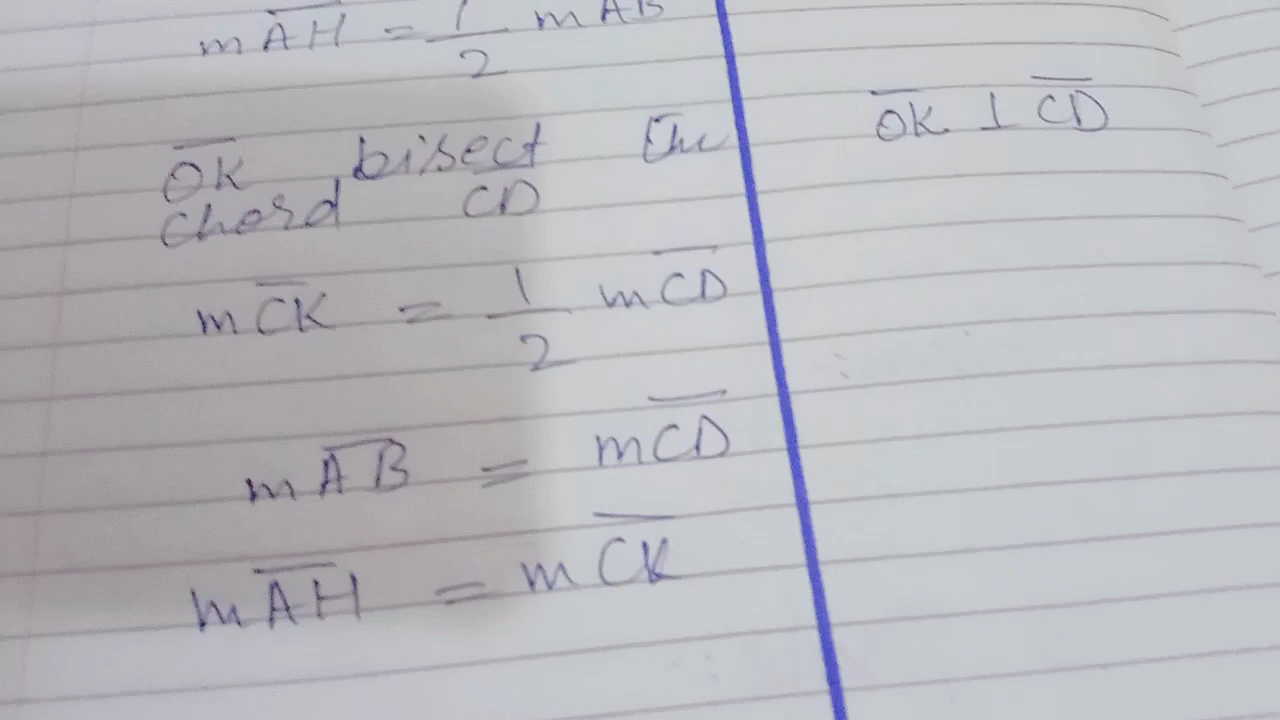 mAH = 1/2 mAB
OK bisect the    OK ⊥ CD
chord CD
mCK = 1/2 mCD
mAB = mCD
mAH = mCK